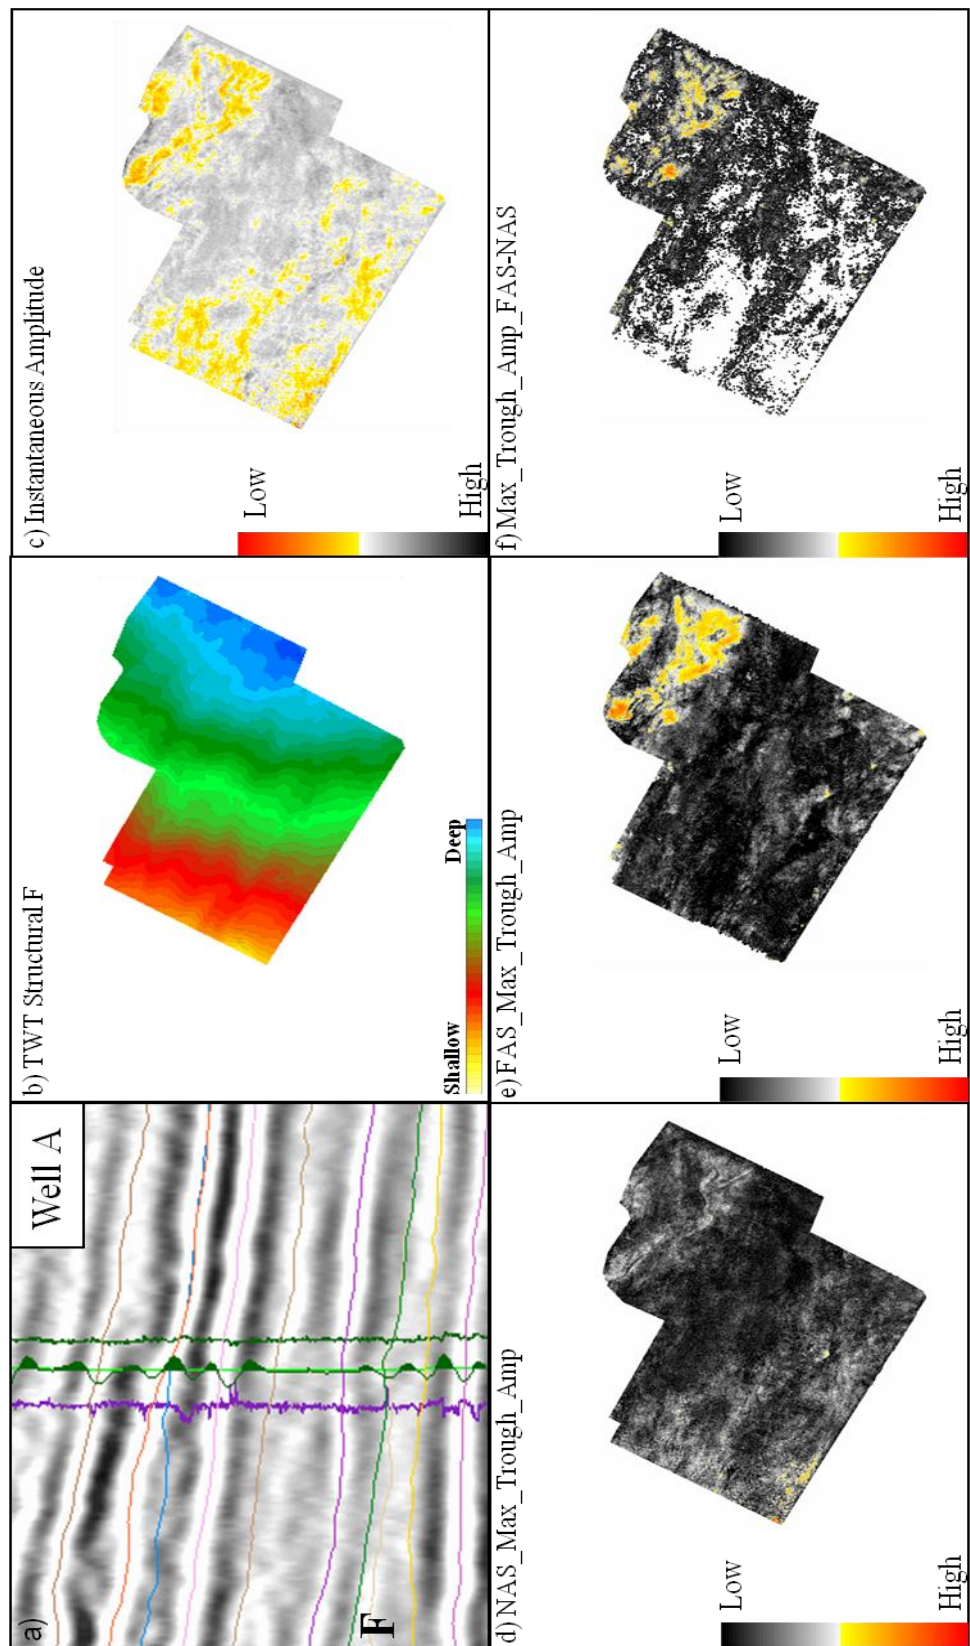 a)
Well A
F
b) TWT Structural F
Shallow
Deep
c) Instantaneous Amplitude
Low
High
d) NAS_Max_Trough_Amp
Low
High
e) FAS_Max_Trough_Amp
Low
High
f) Max_Trough_Amp_FAS-NAS
Low
High